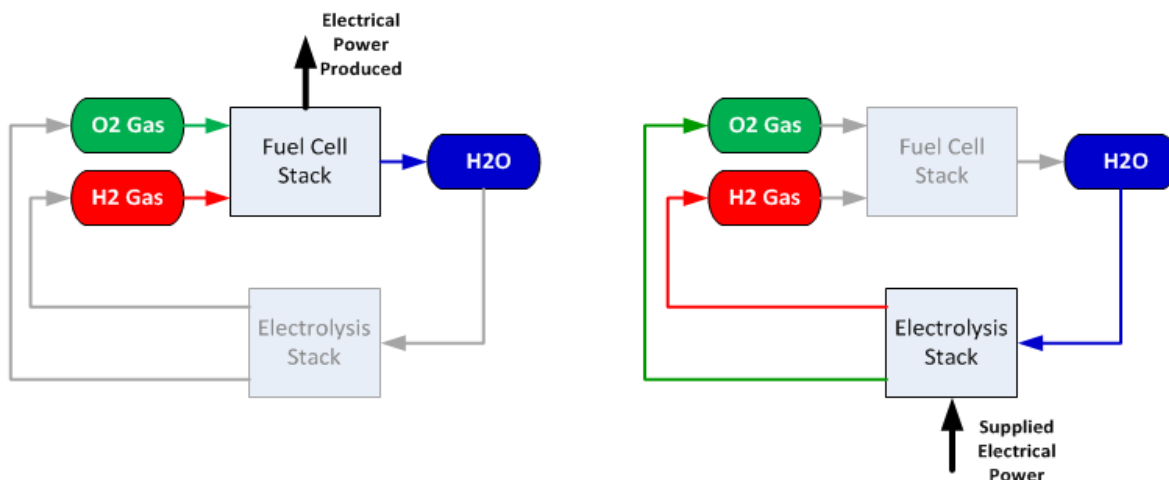 Electrical
Power
Produced
O2 Gas
Fuel Cell
Stack
H2O
H2 Gas
Electrolysis
Stack
O2 Gas
Fuel Cell
Stack
H2O
H2 Gas
Electrolysis
Stack
Supplied
Electrical
Power